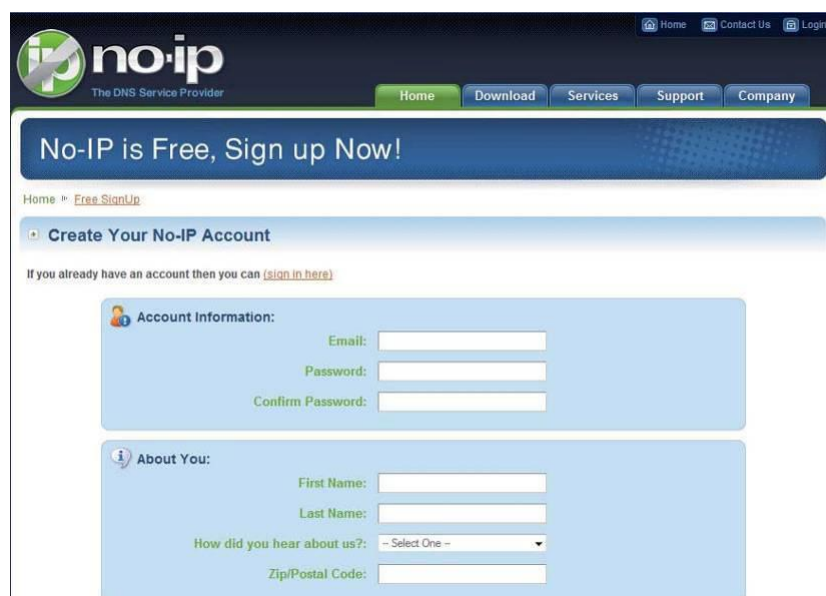 Home Contact Us Login
ip no·ip
The DNS Service Provider
Home Download Services Support Company
No-IP is Free, Sign up Now!
Home Free SignUp
Create Your No-IP Account
If you already have an account then you can (sign in here)
Account Information:
Email:
Password:
Confirm Password:
About You:
First Name:
Last Name:
How did you hear about us?: -- Select One --
Zip/Postal Code: